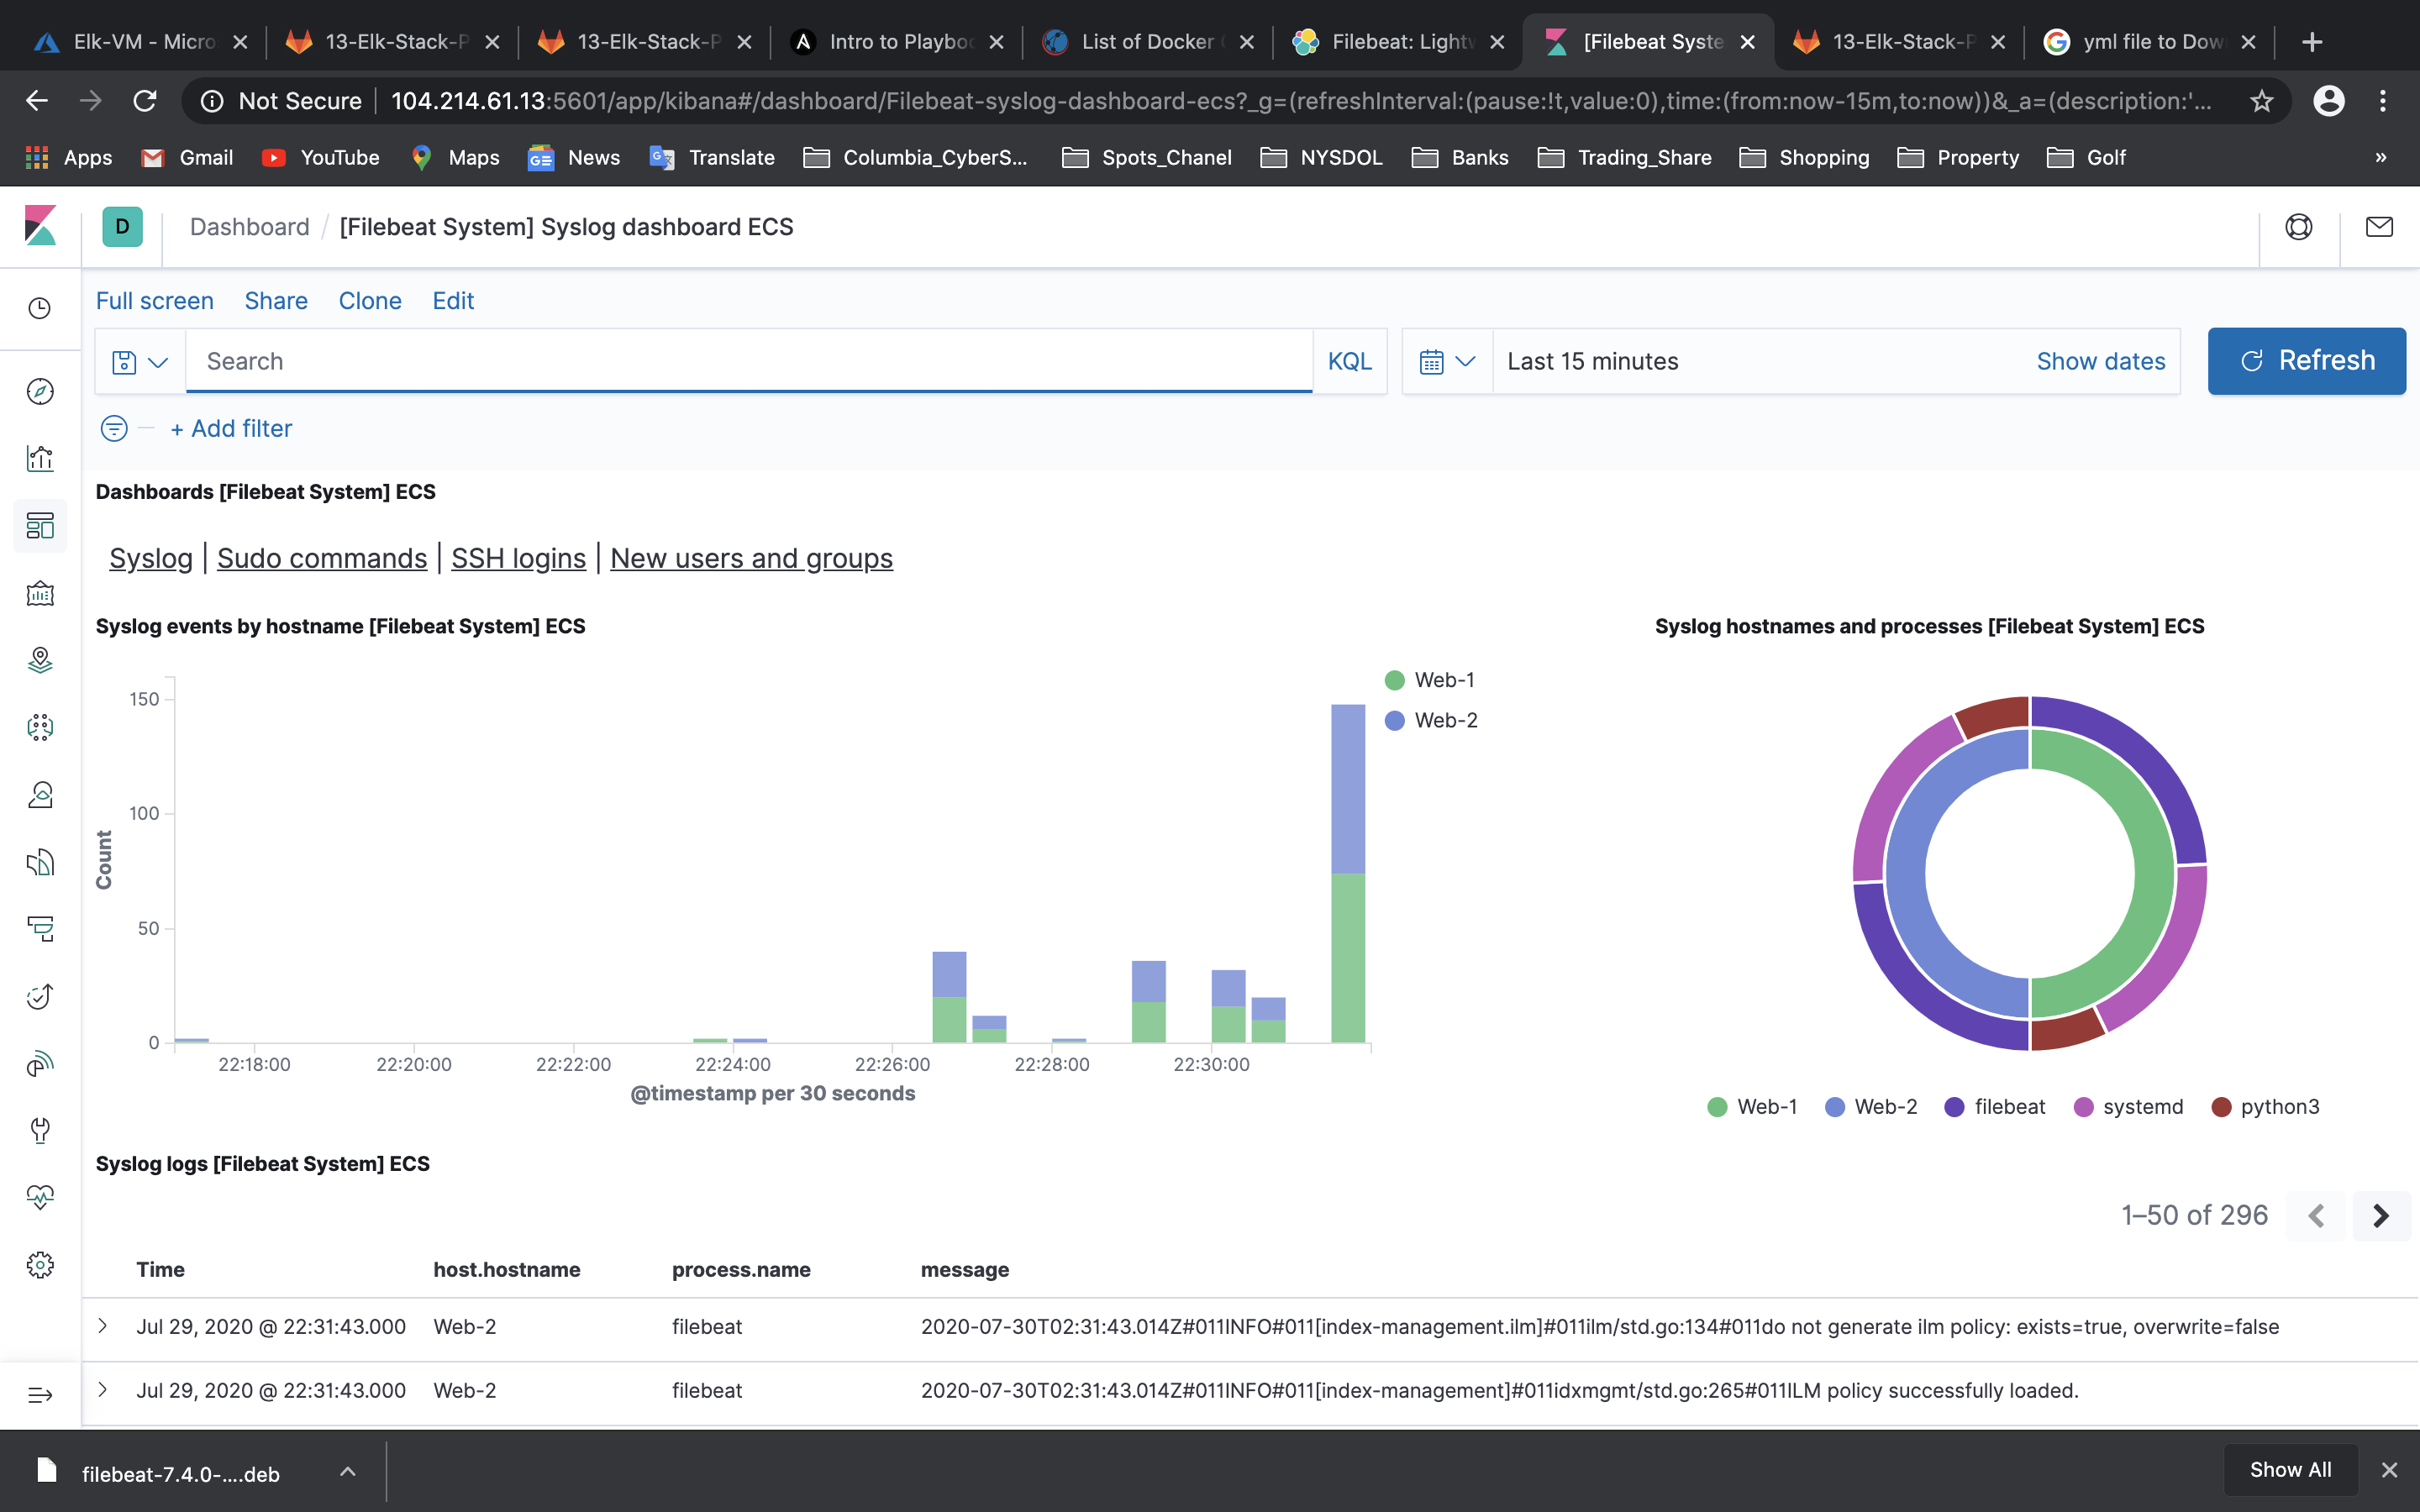 Elk-VM - Micro
13-Elk-Stack-P
13-Elk-Stack-P
Intro to Playboo
List of Docker
Filebeat: Lightw
[Filebeat Syste
13-Elk-Stack-P
yml file to Dow
Not Secure 104.214.61.13:5601/app/kibana#/dashboard/Filebeat-syslog-dashboard-ecs?_g=(refreshInterval:(pause:!t,value:0),time:(from:now-15m,to:now))&_a=(description:'...
Apps Gmail YouTube Maps News Translate Columbia_CyberS... Spots_Chanel NYSDOL Banks Trading_Share Shopping Property Golf »
D Dashboard / [Filebeat System] Syslog dashboard ECS
Full screen Share Clone Edit
Search KQL Last 15 minutes Show dates Refresh
+ Add filter
Dashboards [Filebeat System] ECS
Syslog | Sudo commands | SSH logins | New users and groups
Syslog events by hostname [Filebeat System] ECS
150
100
50
0
Count
22:18:00 22:20:00 22:22:00 22:24:00 22:26:00 22:28:00 22:30:00
@timestamp per 30 seconds
Web-1
Web-2
Syslog hostnames and processes [Filebeat System] ECS
Web-1 Web-2 filebeat systemd python3
Syslog logs [Filebeat System] ECS
1–50 of 296
Time host.hostname process.name message
Jul 29, 2020 @ 22:31:43.000 Web-2 filebeat 2020-07-30T02:31:43.014Z#011INFO#011[index-management.ilm]#011ilm/std.go:134#011do not generate ilm policy: exists=true, overwrite=false
Jul 29, 2020 @ 22:31:43.000 Web-2 filebeat 2020-07-30T02:31:43.014Z#011INFO#011[index-management]#011idxmgmt/std.go:265#011ILM policy successfully loaded.
filebeat-7.4.0-....deb
Show All